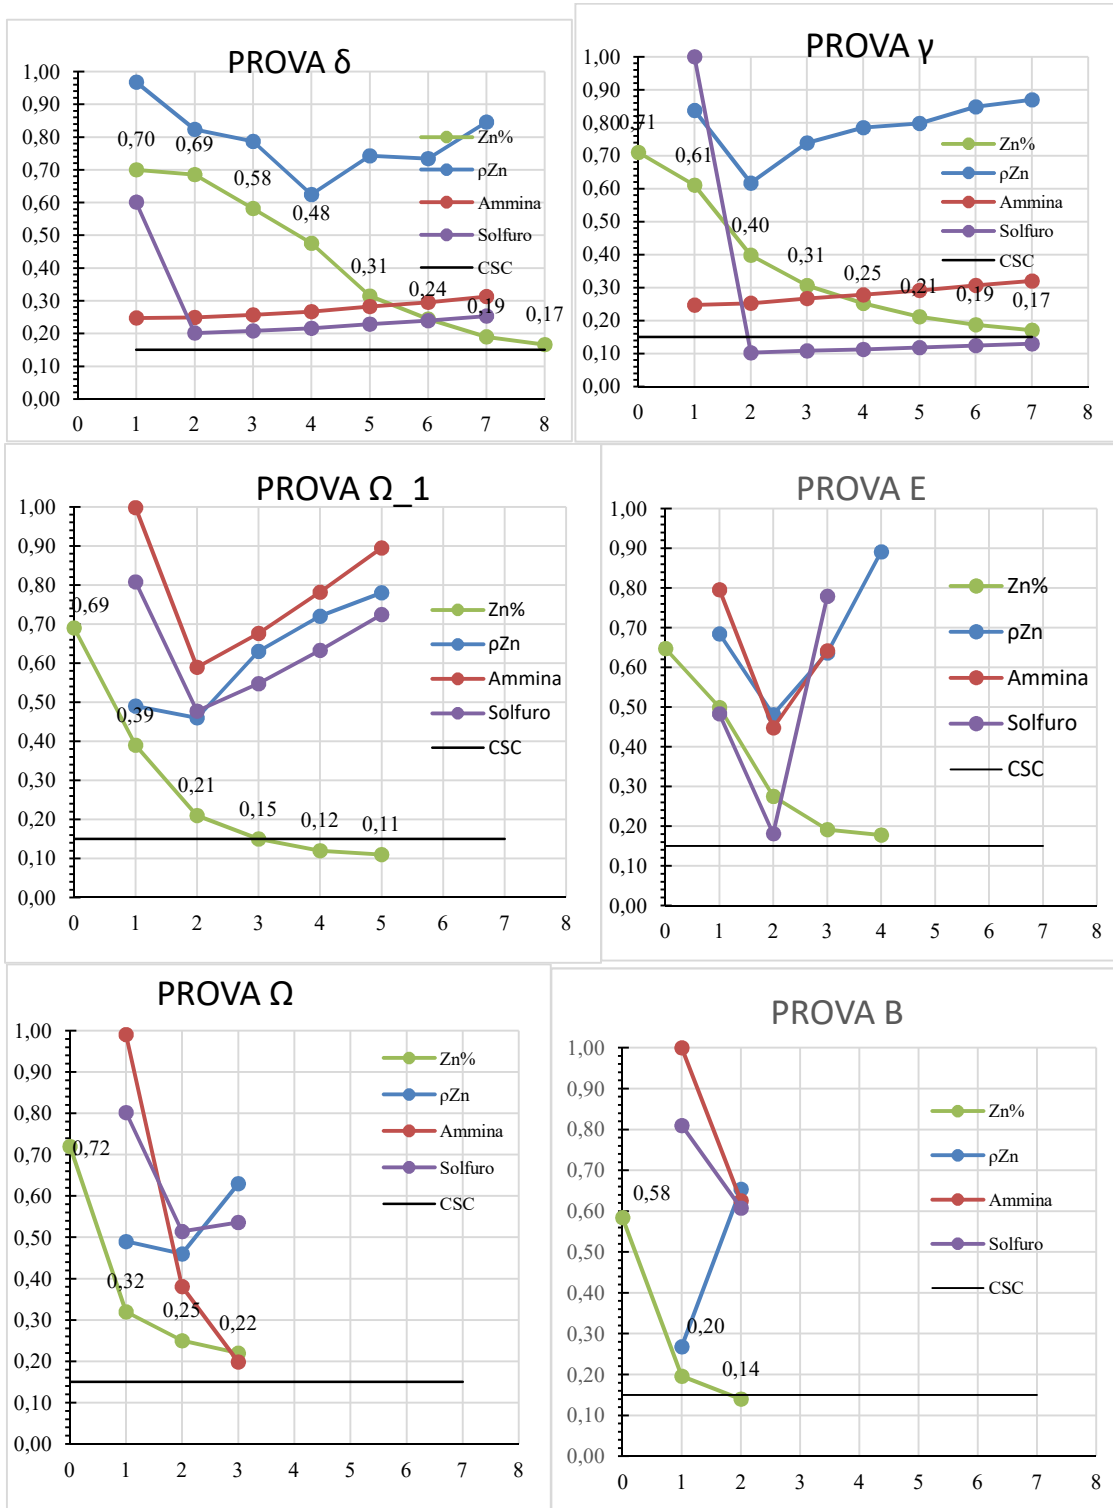 PROVA δ
1,00
0,90
0,80
0,70
0,60
0,50
0,40
0,30
0,20
0,10
0,00
0 1 2 3 4 5 6 7 8
0,70
0,69
0,58
0,48
0,31
0,24
0,19
0,17
Zn%
ρZn
Ammina
Solfuro
CSC
PROVA γ
1,00
0,90
0,80
0,70
0,60
0,50
0,40
0,30
0,20
0,10
0,00
0 1 2 3 4 5 6 7 8
0,71
0,61
0,40
0,31
0,25
0,21
0,19
0,17
Zn%
ρZn
Ammina
Solfuro
CSC
PROVA Ω_1
1,00
0,90
0,80
0,70
0,60
0,50
0,40
0,30
0,20
0,10
0,00
0 1 2 3 4 5 6 7 8
0,69
0,39
0,21
0,15
0,12
0,11
Zn%
ρZn
Ammina
Solfuro
CSC
PROVA E
1,00
0,90
0,80
0,70
0,60
0,50
0,40
0,30
0,20
0,10
0,00
0 1 2 3 4 5 6 7 8
Zn%
ρZn
Ammina
Solfuro
CSC
PROVA Ω
1,00
0,90
0,80
0,70
0,60
0,50
0,40
0,30
0,20
0,10
0,00
0 1 2 3 4 5 6 7 8
0,72
0,32
0,25
0,22
Zn%
ρZn
Ammina
Solfuro
CSC
PROVA B
1,00
0,90
0,80
0,70
0,60
0,50
0,40
0,30
0,20
0,10
0,00
0 1 2 3 4 5 6 7 8
0,58
0,20
0,14
Zn%
ρZn
Ammina
Solfuro
CSC